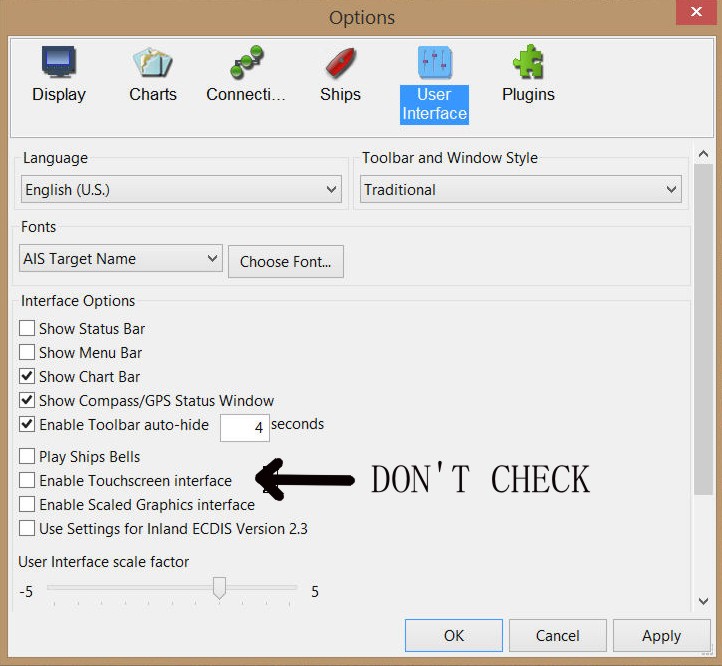 Options
Display Charts Connecti... Ships User Interface Plugins
Language
English (U.S.)
Toolbar and Window Style
Traditional
Fonts
AIS Target Name
Choose Font...
Interface Options
Show Status Bar
Show Menu Bar
Show Chart Bar
Show Compass/GPS Status Window
Enable Toolbar auto-hide 4 seconds
Play Ships Bells
Enable Touchscreen interface DON'T CHECK
Enable Scaled Graphics interface
Use Settings for Inland ECDIS Version 2.3
User Interface scale factor
-5 5
OK Cancel Apply